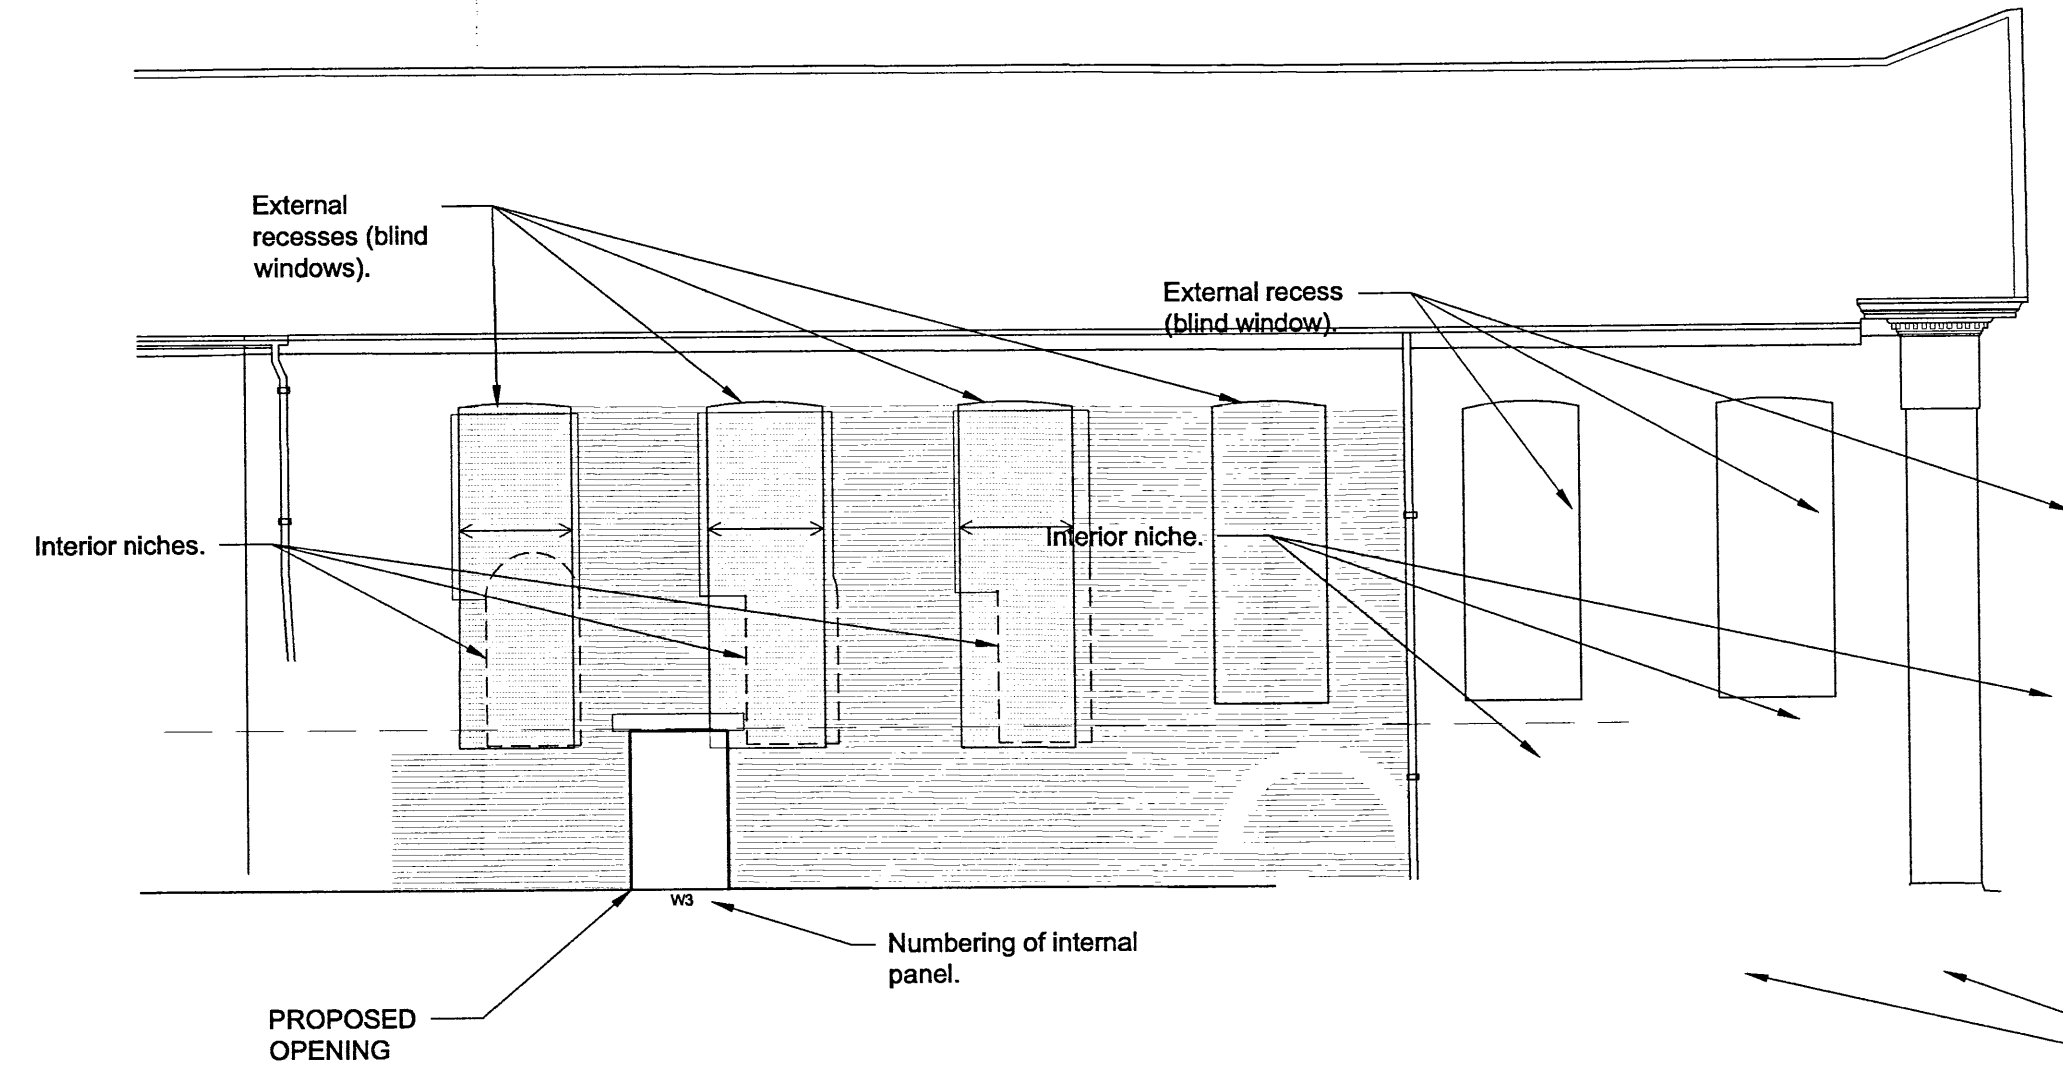 External
recesses (blind
windows).
External recess
(blind window).
Interior niches.
Interior niche.
W3
Numbering of internal
panel.
PROPOSED
OPENING